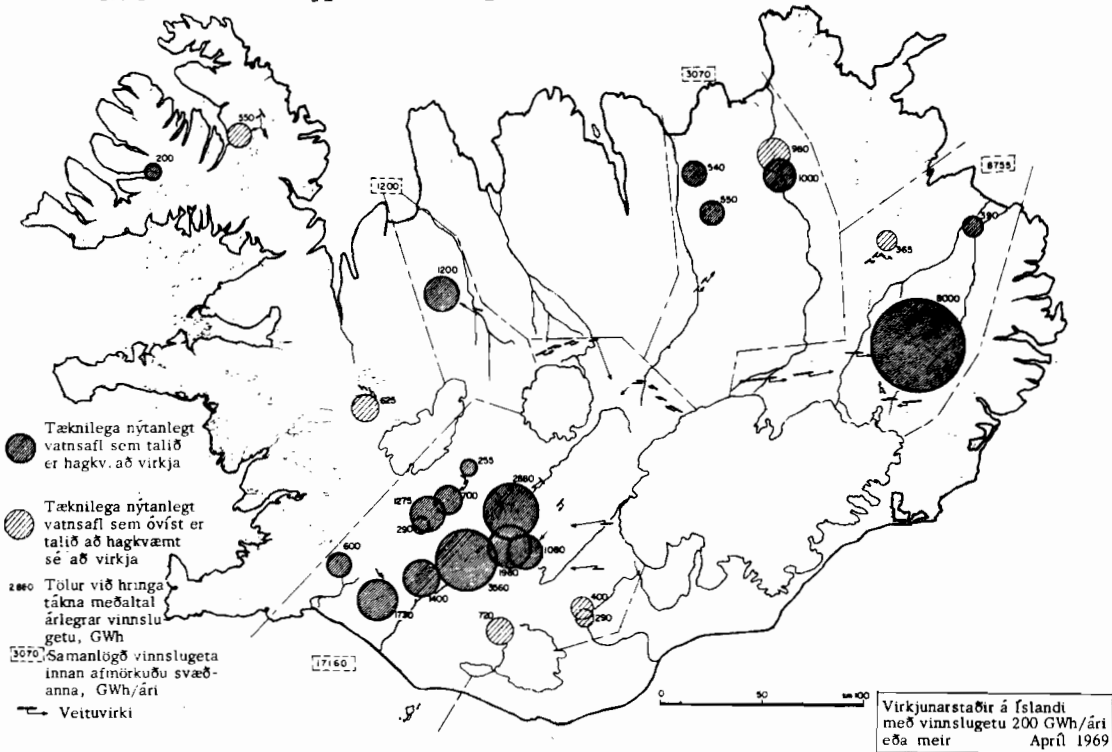 3070
550
200
980
540
1000
8755
1200
550
590
365
1200
8000
625
Tæknilega nýtanlegt
vatnsafl sem talið
er hagkv. að virkja
255
2880
700
1275
Tæknilega nýtanlegt
vatnsafl sem óvíst er
talið að hagkvæmt
sé að virkja
290
600
1080
1980
3560
2880 Tölur við hringa
tákna meðaltal
árlegrar vinnslu-
getu, GWh
1400
1730
400
290
720
3070 Samanlögð vinnslugeta
innan afmörkuðu svæð-
anna, GWh/ári
17160
Veituvirki
0 50 km 100
Virkjunarstaðir á Íslandi
með vinnslugetu 200 GWh/ári
eða meir Apríl 1969